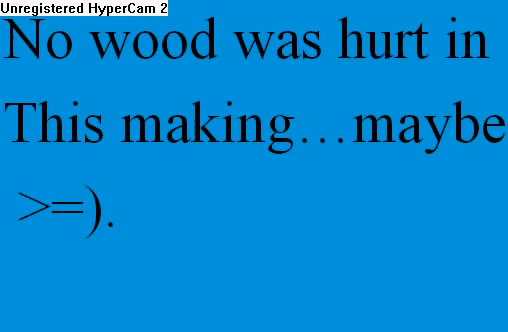 Unregistered HyperCam 2
No wood was hurt in
This making...maybe
>=).